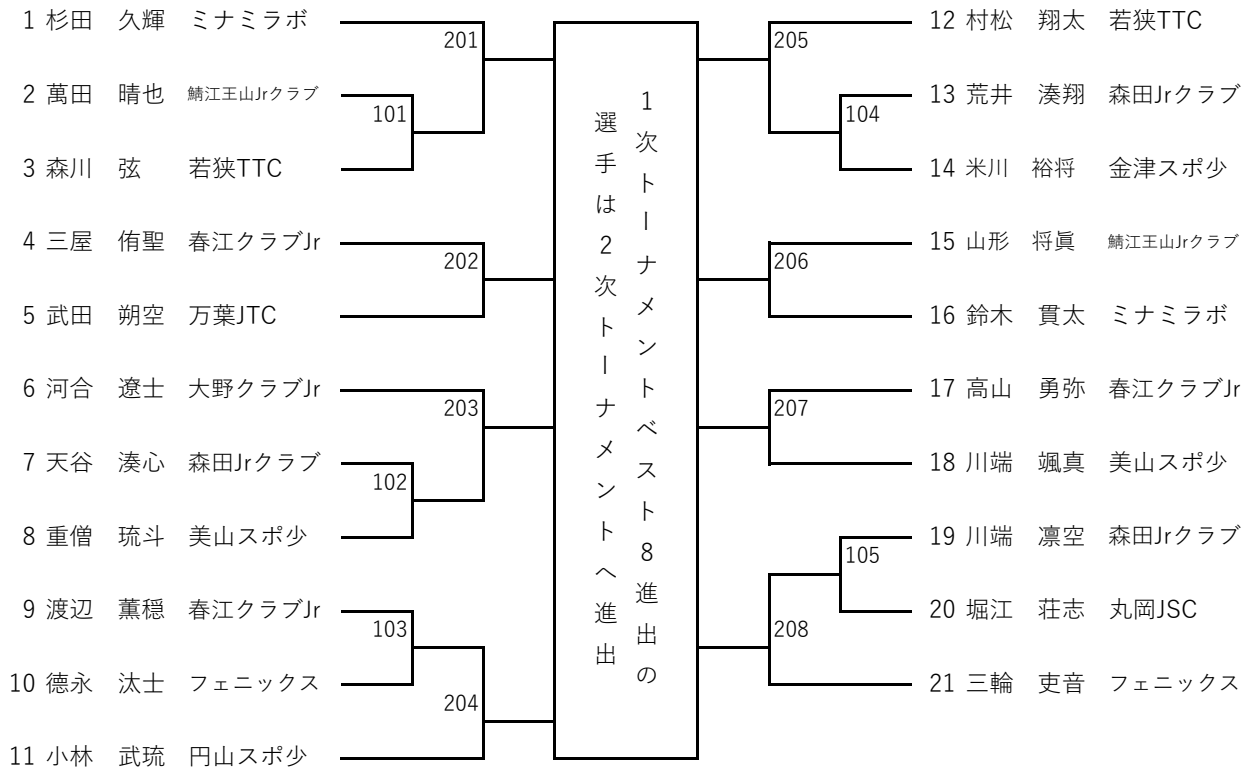 1 杉田 久輝 ミナミラボ
201
2 萬田 晴也 鯖江王山Jrクラブ
101
3 森川 弦 若狭TTC
4 三屋 侑聖 春江クラブJr
202
5 武田 朔空 万葉JTC
6 河合 遼士 大野クラブJr
203
7 天谷 湊心 森田Jrクラブ
102
8 重僧 琉斗 美山スポ少
9 渡辺 薫穏 春江クラブJr
103
10 德永 汰士 フェニックス
204
11 小林 武琉 円山スポ少
1次トーナメントベスト8進出の
選手は2次トーナメントへ進出
12 村松 翔太 若狭TTC
205
13 荒井 湊翔 森田Jrクラブ
104
14 米川 裕将 金津スポ少
15 山形 将眞 鯖江王山Jrクラブ
206
16 鈴木 貫太 ミナミラボ
17 高山 勇弥 春江クラブJr
207
18 川端 颯真 美山スポ少
19 川端 凛空 森田Jrクラブ
105
20 堀江 荘志 丸岡JSC
208
21 三輪 吏音 フェニックス